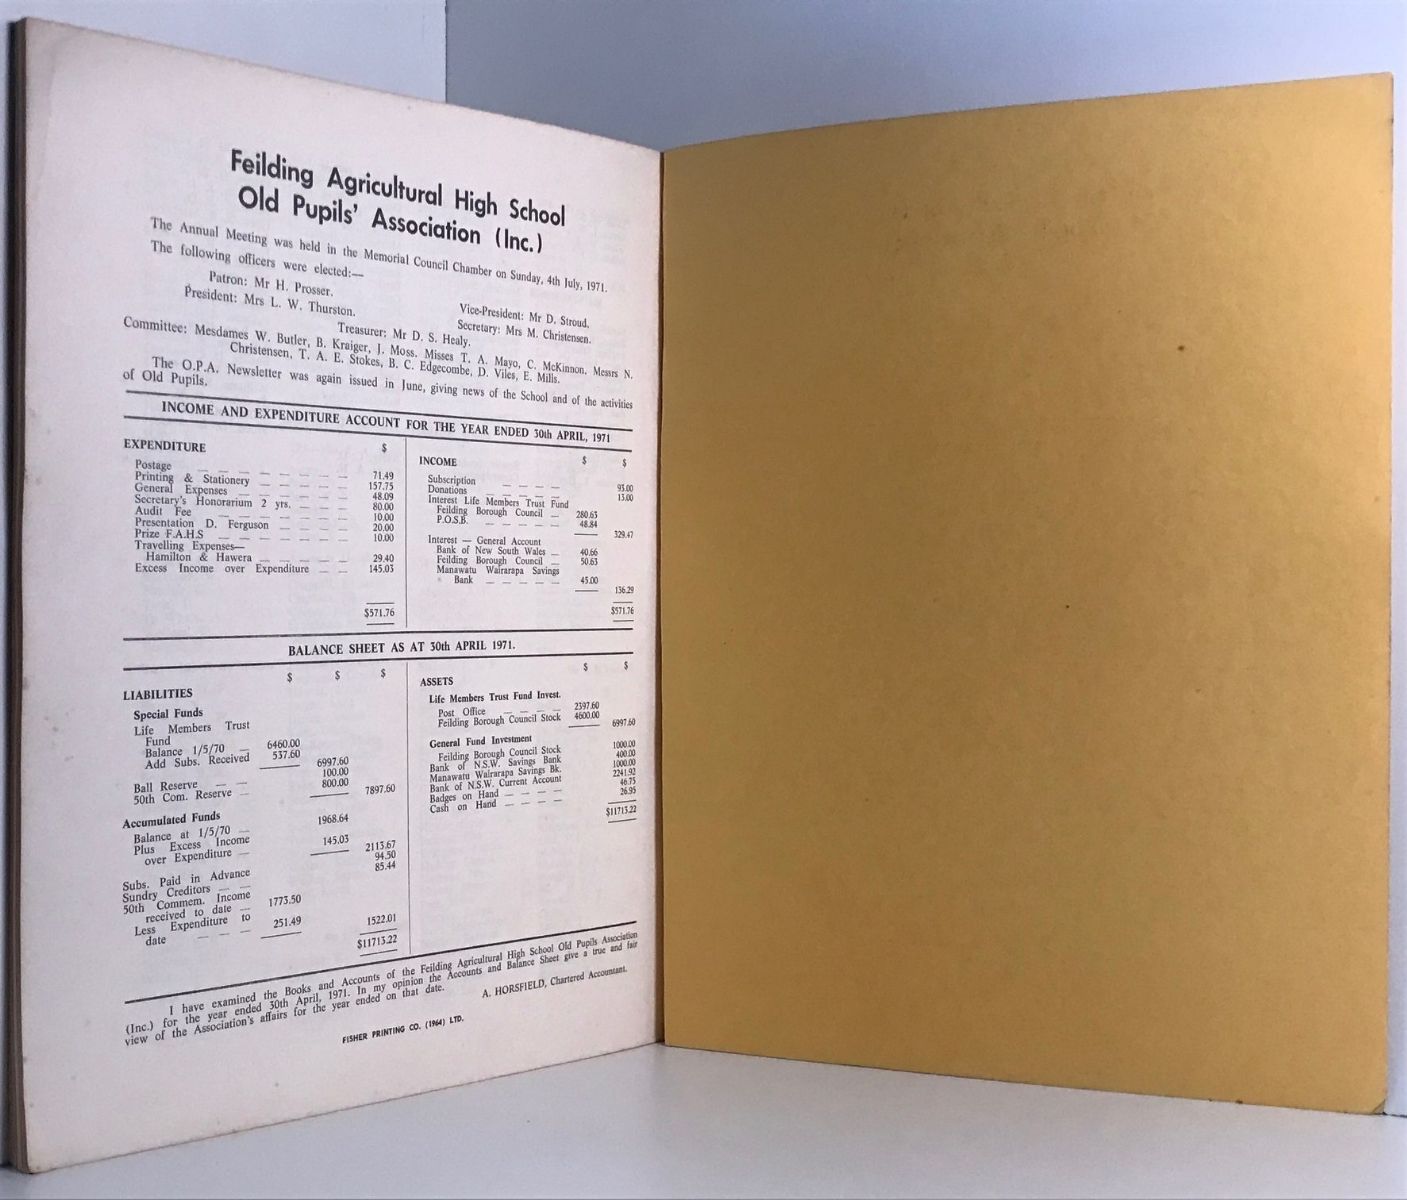 Feilding Agricultural High School
Old Pupils' Association (Inc.)
The Annual Meeting was held in the Memorial Council Chamber on Sunday, 4th July, 1971.
The following officers were elected:—
Patron: Mr H. Prosser.
President: Mrs L. W. Thurston.
Vice-President: Mr D. Stroud.
Secretary: Mrs M. Christensen.
Treasurer: Mr D. S. Healy.
Committee: Mesdames W. Butler, B. Kraiger, J. Moss. Misses T. A. Mayo, C. McKinnon. Messrs N.
Christensen, T. A. E. Stokes, B. C. Edgecombe, D. Viles, E. Mills.
The O.P.A. Newsletter was again issued in June, giving news of the School and of the activities
of Old Pupils.
INCOME AND EXPENDITURE ACCOUNT FOR THE YEAR ENDED 30th APRIL, 1971
EXPENDITURE $
Postage 71.49
Printing & Stationery 157.75
General Expenses 48.09
Secretary's Honorarium 2 yrs. 80.00
Audit Fee 10.00
Presentation D. Ferguson 20.00
Prize F.A.H.S 10.00
Travelling Expenses—
Hamilton & Hawera 29.40
Excess Income over Expenditure 145.03
$571.76
INCOME $ $
Subscription 93.00
Donations 13.00
Interest Life Members Trust Fund
Feilding Borough Council 280.63
P.O.S.B. 48.84
329.47
Interest — General Account
Bank of New South Wales 40.66
Feilding Borough Council 50.63
Manawatu Wairarapa Savings
Bank 45.00
136.29
$571.76
BALANCE SHEET AS AT 30th APRIL 1971.
$ $ $
LIABILITIES
Special Funds
Life Members Trust
Fund
Balance 1/5/70 6460.00
Add Subs. Received 537.60
6997.60
Ball Reserve 100.00
50th Com. Reserve 800.00
7897.60
Accumulated Funds
Balance at 1/5/70 1968.64
Plus Excess Income
over Expenditure 145.03
2113.67
Subs. Paid in Advance 94.50
Sundry Creditors 85.44
50th Commem. Income
received to date 1773.50
Less Expenditure to
date 251.49
1522.01
$11713.22
$ $
ASSETS
Life Members Trust Fund Invest.
Post Office 2397.60
Feilding Borough Council Stock 4600.00
6997.60
General Fund Investment
Feilding Borough Council Stock 1000.00
Bank of N.S.W. Savings Bank 400.00
Manawatu Wairarapa Savings Bk. 1000.00
Bank of N.S.W. Current Account 2241.92
Badges on Hand 46.75
Cash on Hand 26.95
$11713.22
I have examined the Books and Accounts of the Feilding Agricultural High School Old Pupils Association
(Inc.) for the year ended 30th April, 1971. In my opinion the Accounts and Balance Sheet give a true and fair
view of the Association's affairs for the year ended on that date.
A. HORSFIELD, Chartered Accountant.
FISHER PRINTING CO. (1964) LTD.